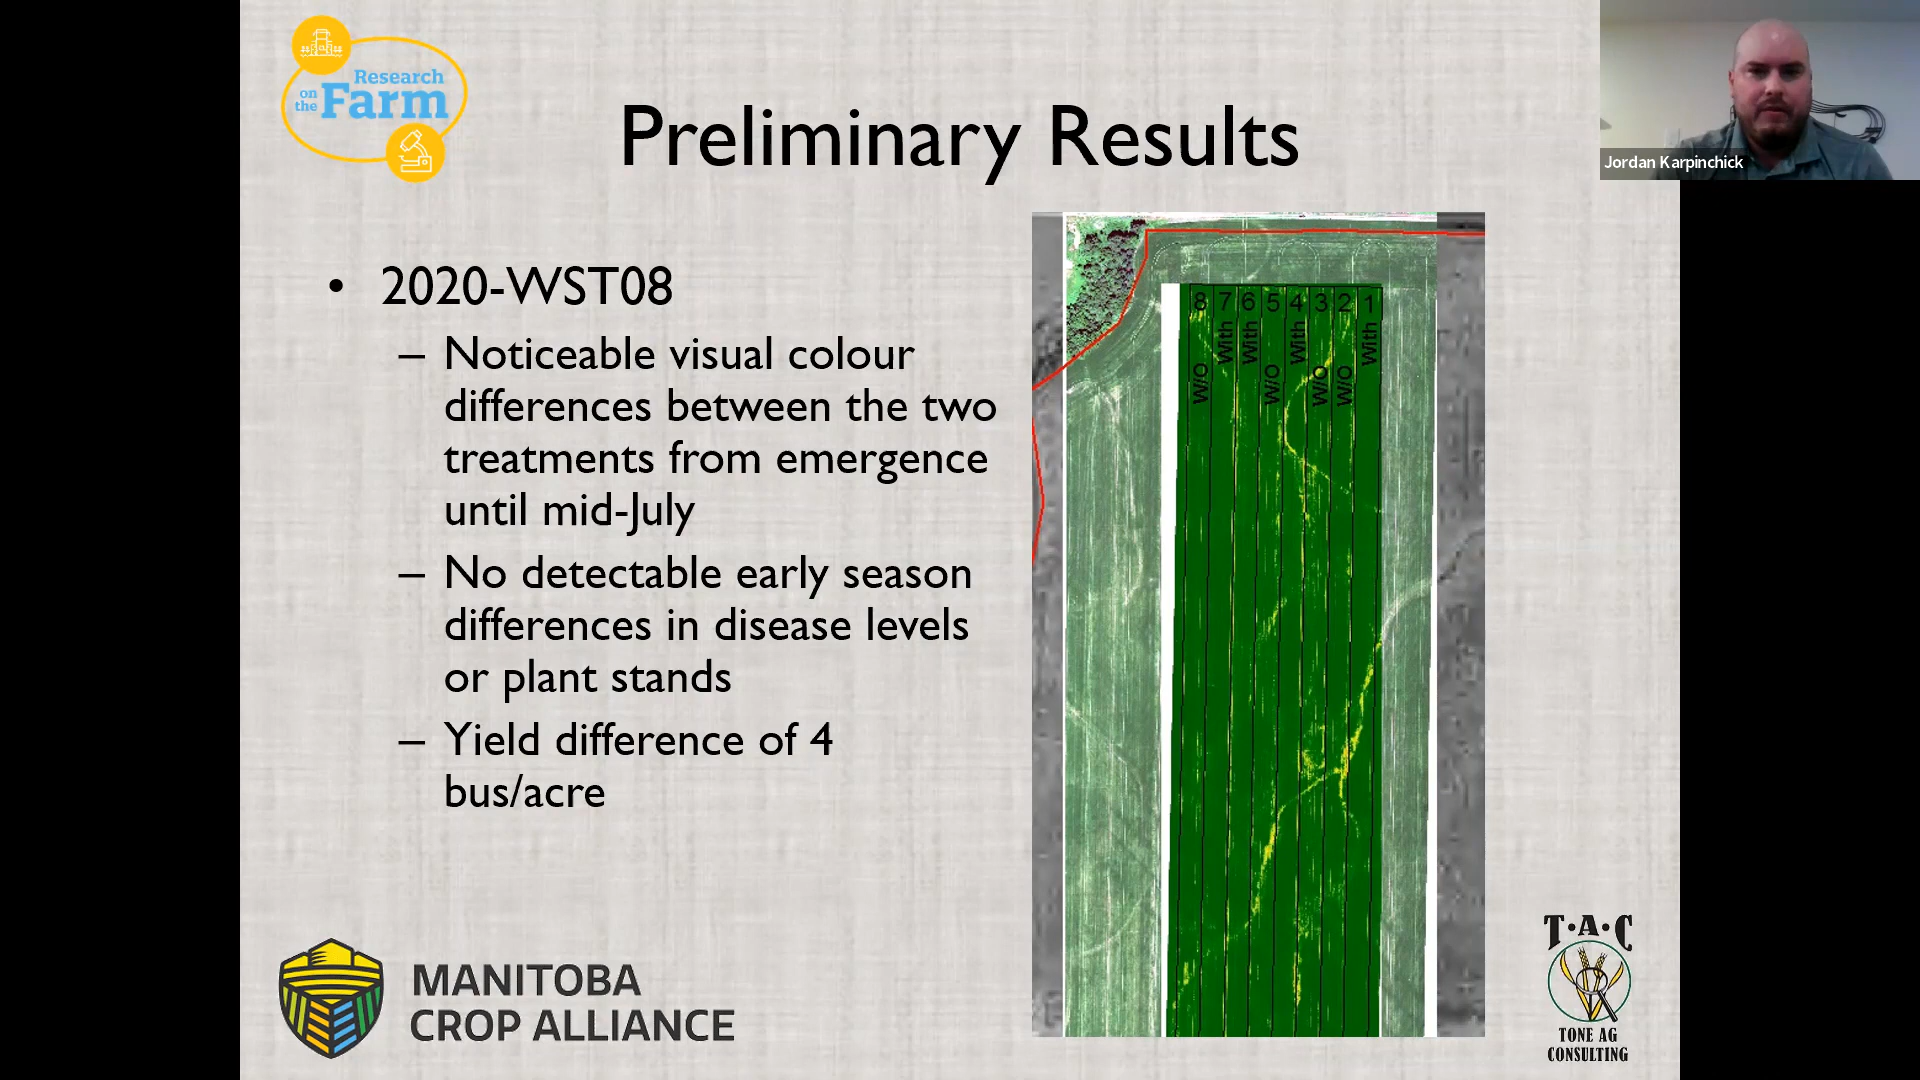 Research
on
the
Farm
Preliminary Results
Jordan Karpinchick
• 2020-WST08
– Noticeable visual colour
differences between the two
treatments from emergence
until mid-July
– No detectable early season
differences in disease levels
or plant stands
– Yield difference of 4
bus/acre
8 7 6 5 4 3 2 1
W/O With With W/O With W/O W/O With
MANITOBA
CROP ALLIANCE
T·A·C
TONE AG
CONSULTING